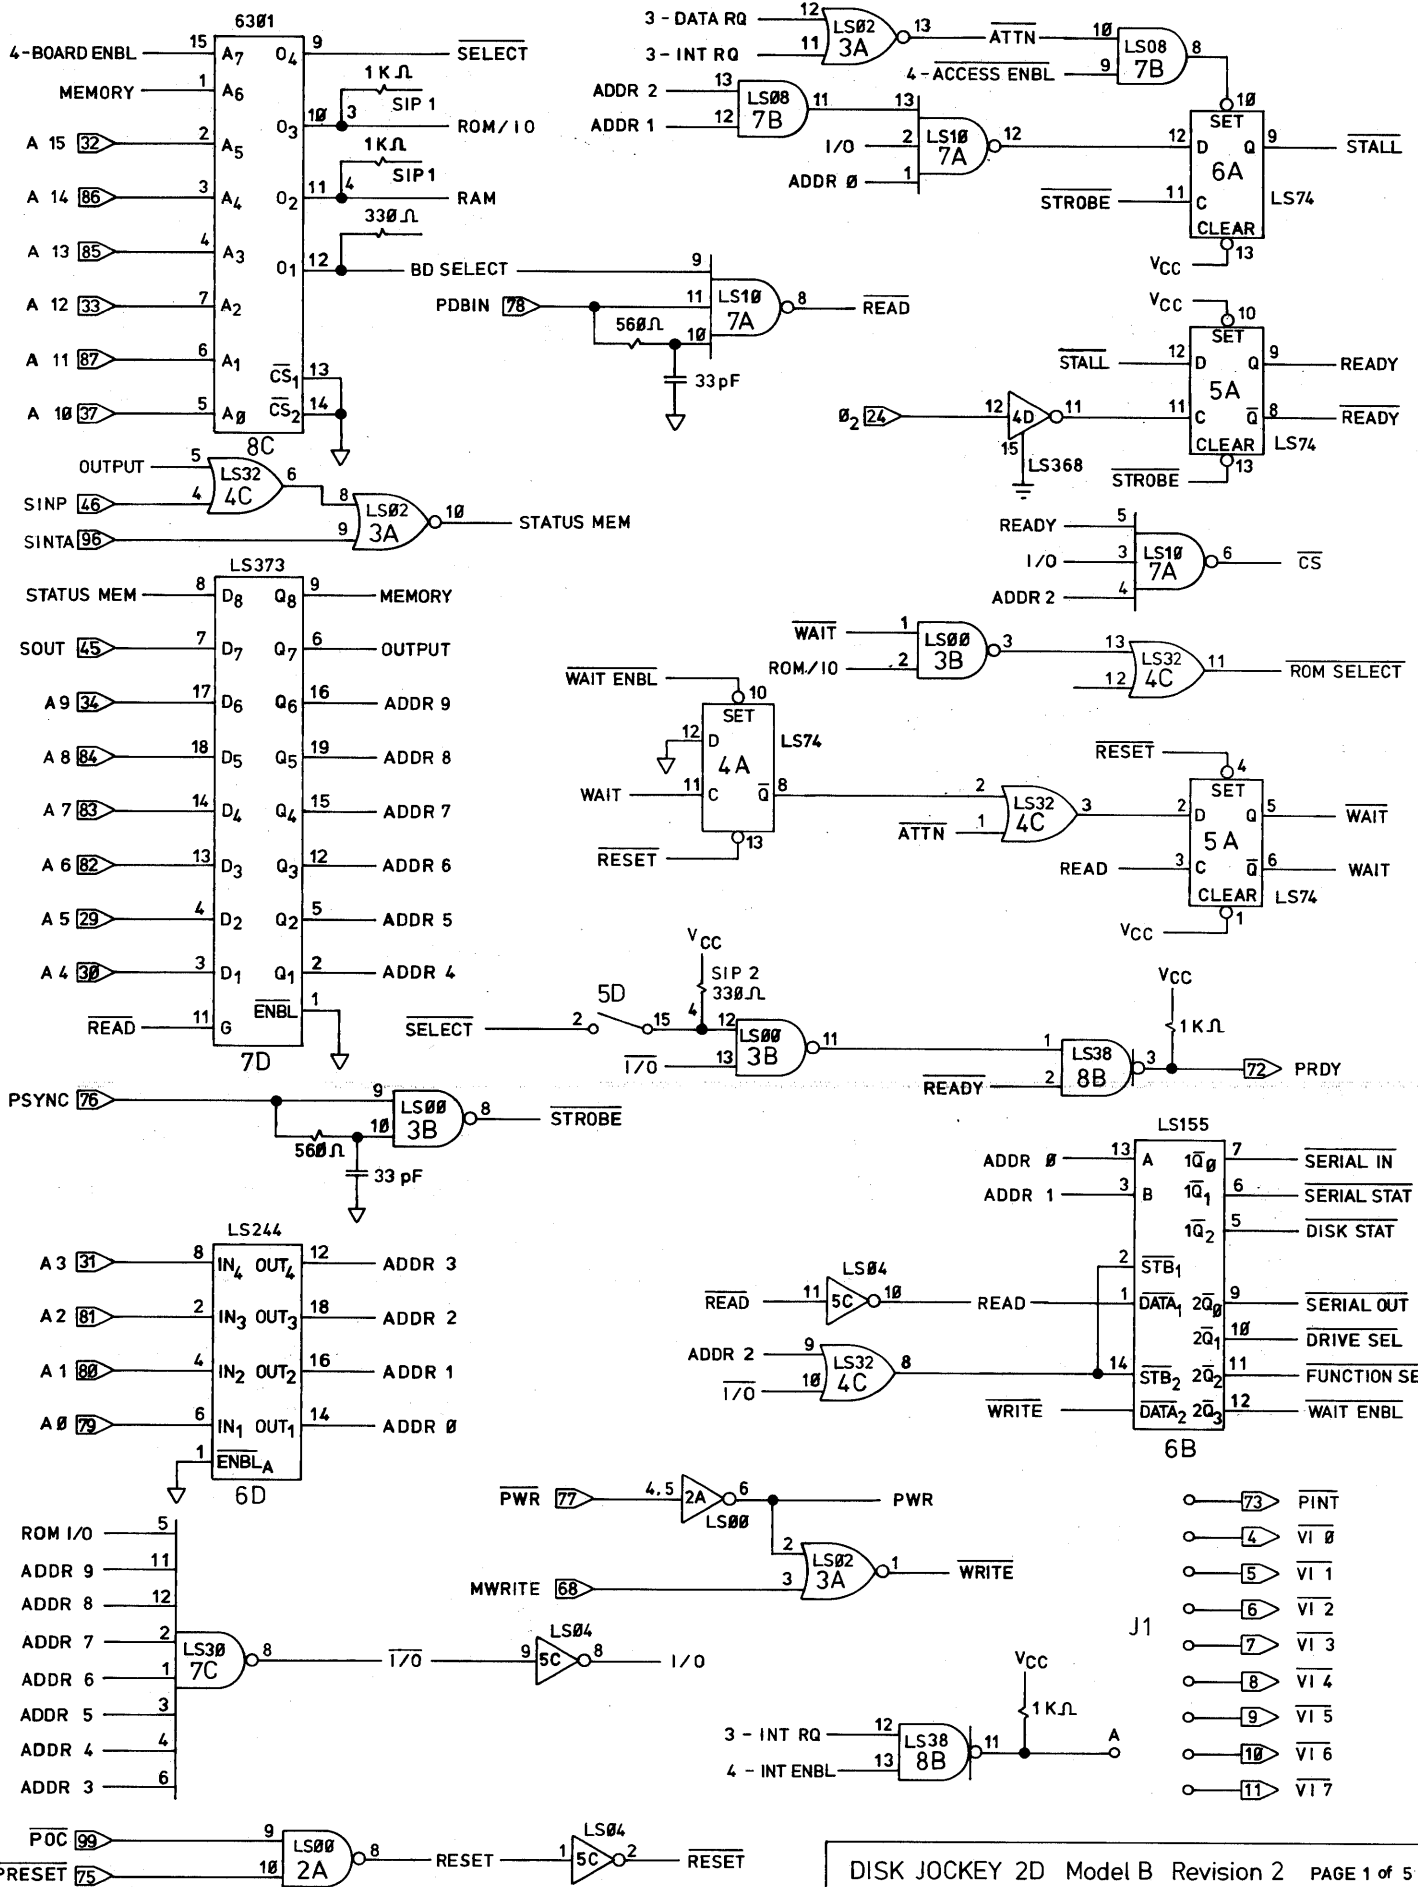 6301
4-BOARD ENBL 15 A7 O4 9 SELECT
MEMORY 1 A6
1KΩ
SIP 1
O3 10 3 ROM/IO
A 15 32 2 A5
1KΩ
SIP1
A 14 86 3 A4 O2 11 4 RAM
330Ω
A 13 85 4 A3
O1 12 BD SELECT
A 12 33 7 A2
A 11 87 6 A1
CS1 13
A 10 37 5 A0 CS2 14
8C
PDBIN 78
560Ω
33pF
9
11
10
LS10
7A
8 READ
3-DATA RQ 12
3-INT RQ 11
LS02
3A
13 ATTN 10
4-ACCESS ENBL 9
LS08
7B
8
ADDR 2 13
ADDR 1 12
LS08
7B
11 13
I/O 2
ADDR 0 1
LS10
7A
12
10
SET
12 D Q 9 STALL
6A
STROBE 11 C LS74
CLEAR
VCC 13
VCC 10
SET
STALL 12 D Q 9 READY
5A
Ø2 24 12 4D 11 11 C Q 8 READY
15
LS368
CLEAR LS74
STROBE 13
OUTPUT 5
SINP 46 4
LS32
4C
6 8
SINTA 96 9
LS02
3A
10 STATUS MEM
READY 5
I/O 3
ADDR 2 4
LS10
7A
6 CS
LS373
STATUS MEM 8 D8 Q8 9 MEMORY
SOUT 45 7 D7 Q7 6 OUTPUT
A9 34 17 D6 Q6 16 ADDR 9
A 8 84 18 D5 Q5 19 ADDR 8
A 7 83 14 D4 Q4 15 ADDR 7
A 6 82 13 D3 Q3 12 ADDR 6
A 5 29 4 D2 Q2 5 ADDR 5
A 4 30 3 D1 Q1 2 ADDR 4
ENBL 1
READ 11 G
7D
WAIT 1
ROM/IO 2
LS00
3B
3 13
12
LS32
4C
11 ROM SELECT
WAIT ENBL 10
SET
12 D LS74
4A
WAIT 11 C Q 8
RESET 13
2
ATTN 1
LS32
4C
3
RESET 4
SET
2 D Q 5 WAIT
5A
READ 3 C Q 6 WAIT
CLEAR LS74
VCC 1
VCC
SIP 2
330Ω
4
5D
SELECT 2 15 12
I/O 13
LS00
3B
11 1
READY 2
LS38
8B
3
VCC
1KΩ
72 PRDY
PSYNC 76 9
10
560Ω
33 pF
LS00
3B
8 STROBE
LS155
ADDR 0 13 A 1Q0 7 SERIAL IN
ADDR 1 3 B 1Q1 6 SERIAL STAT
1Q2 5 DISK STAT
2 STB1
LS04
READ 11 5C 10 READ 1 DATA1 2Q0 9 SERIAL OUT
2Q1 10 DRIVE SEL
ADDR 2 9
I/O 10
LS32
4C
8 14 STB2 2Q2 11 FUNCTION SE
WRITE DATA2 2Q3 12 WAIT ENBL
6B
LS244
A 3 31 8 IN4 OUT4 12 ADDR 3
A 2 81 2 IN3 OUT3 18 ADDR 2
A 1 80 4 IN2 OUT2 16 ADDR 1
A 0 79 6 IN1 OUT1 14 ADDR 0
1 ENBLA
6D
PWR 77 4,5 2A 6 PWR
LS00
2
MWRITE 68 3
LS02
3A
1 WRITE
ROM I/O 5
ADDR 9 11
ADDR 8 12
ADDR 7 2
ADDR 6 1
ADDR 5 3
ADDR 4 4
ADDR 3 6
LS30
7C
8 I/O
LS04
9 5C 8 I/O
J1
73 PINT
4 VI 0
5 VI 1
6 VI 2
7 VI 3
8 VI 4
9 VI 5
10 VI 6
11 VI 7
3 - INT RQ 12
4 - INT ENBL 13
LS38
8B
11
VCC
1KΩ
A
POC 99 9
PRESET 75 10
LS00
2A
8 RESET
LS04
1 5C 2 RESET
DISK JOCKEY 2D Model B Revision 2 PAGE 1 of 5